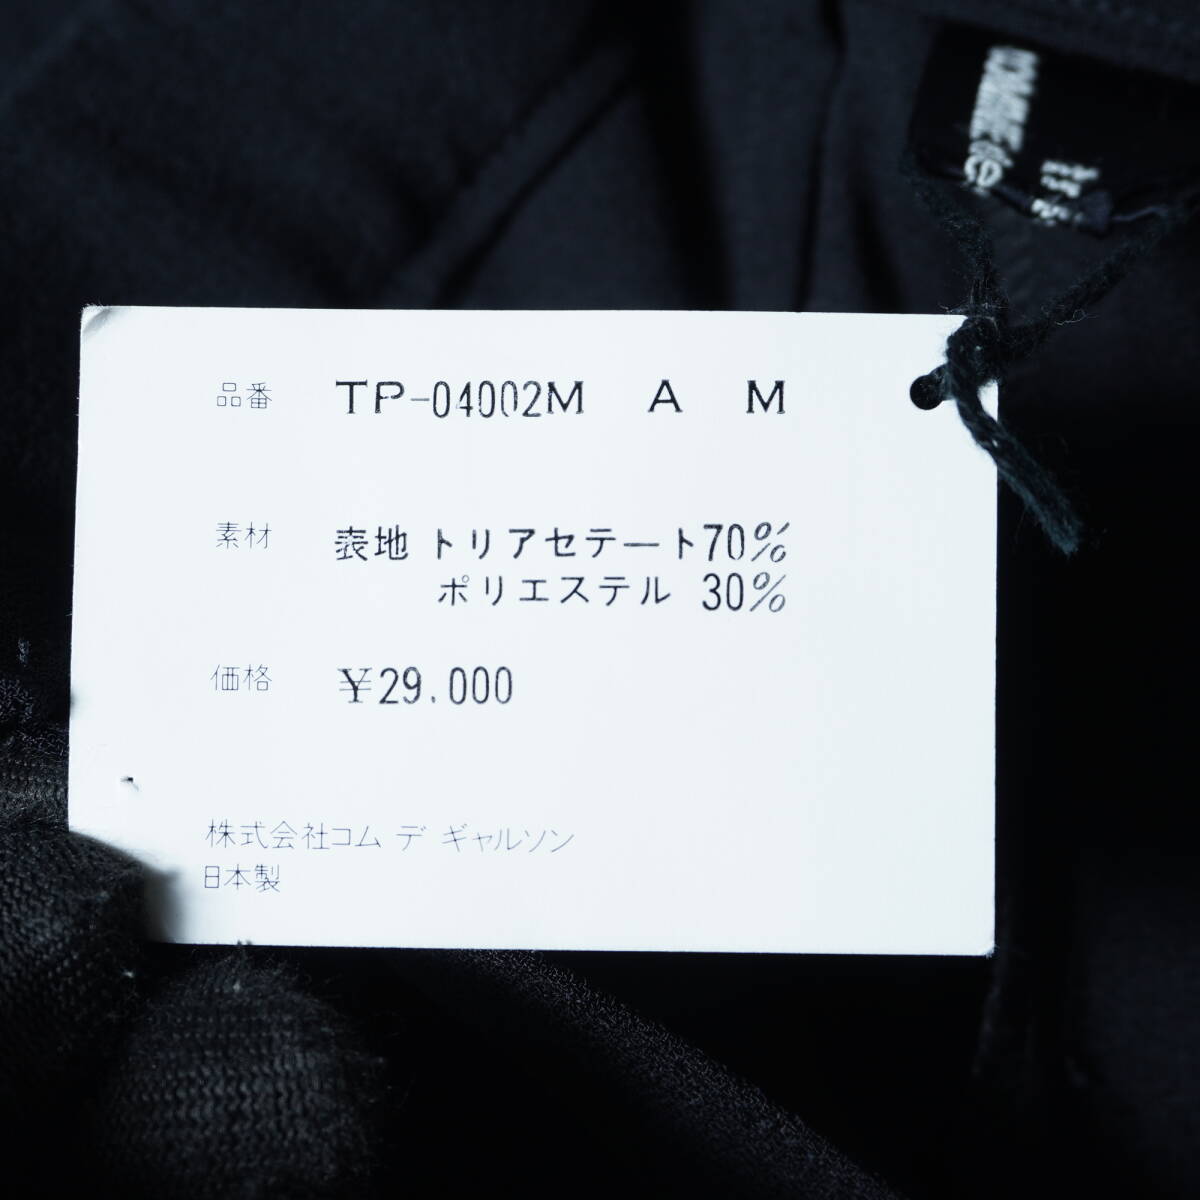 品番 TP-04002M A M
素材 表地 トリアセテート70%
ポリエステル 30%
価格 ¥29.000
株式会社コム デ ギャルソン
日本製